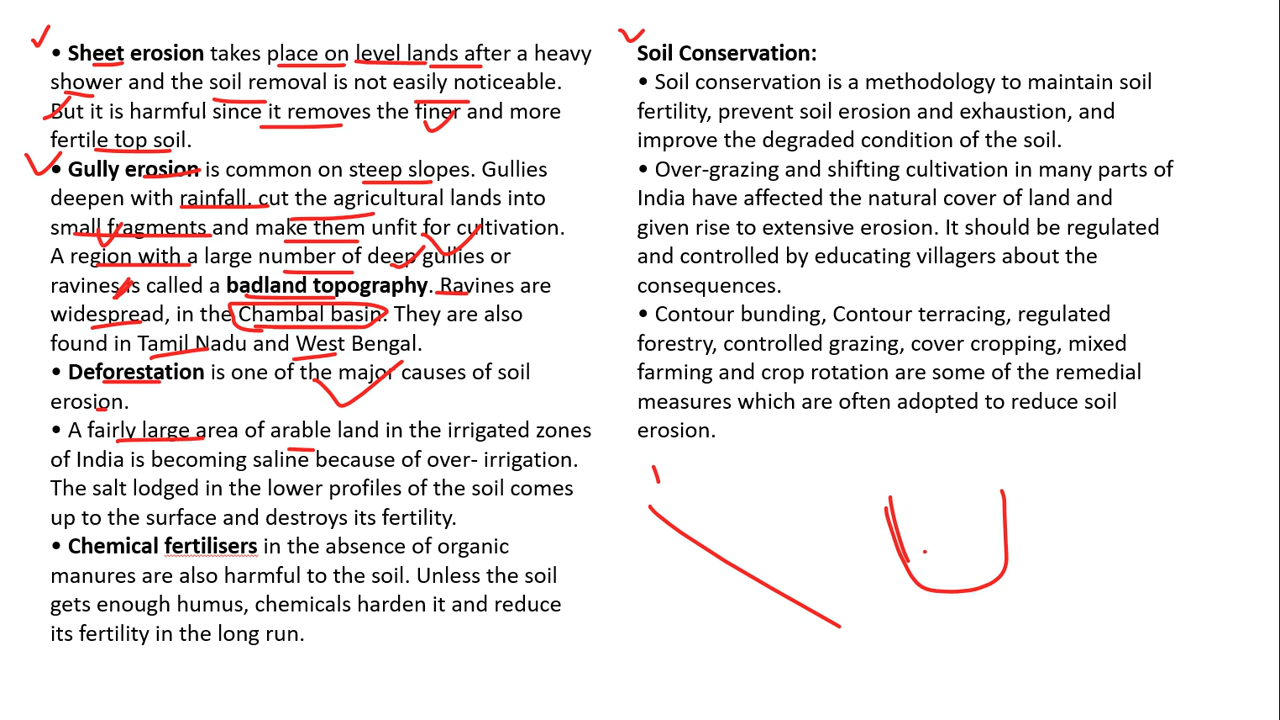 • Sheet erosion takes place on level lands after a heavy
shower and the soil removal is not easily noticeable.
But it is harmful since it removes the finer and more
fertile top soil.
• Gully erosion is common on steep slopes. Gullies
deepen with rainfall, cut the agricultural lands into
small fragments and make them unfit for cultivation.
A region with a large number of deep gullies or
ravines is called a badland topography. Ravines are
widespread, in the Chambal basin. They are also
found in Tamil Nadu and West Bengal.
• Deforestation is one of the major causes of soil
erosion.
• A fairly large area of arable land in the irrigated zones
of India is becoming saline because of over- irrigation.
The salt lodged in the lower profiles of the soil comes
up to the surface and destroys its fertility.
• Chemical fertilisers in the absence of organic
manures are also harmful to the soil. Unless the soil
gets enough humus, chemicals harden it and reduce
its fertility in the long run.
Soil Conservation:
• Soil conservation is a methodology to maintain soil
fertility, prevent soil erosion and exhaustion, and
improve the degraded condition of the soil.
• Over-grazing and shifting cultivation in many parts of
India have affected the natural cover of land and
given rise to extensive erosion. It should be regulated
and controlled by educating villagers about the
consequences.
• Contour bunding, Contour terracing, regulated
forestry, controlled grazing, cover cropping, mixed
farming and crop rotation are some of the remedial
measures which are often adopted to reduce soil
erosion.